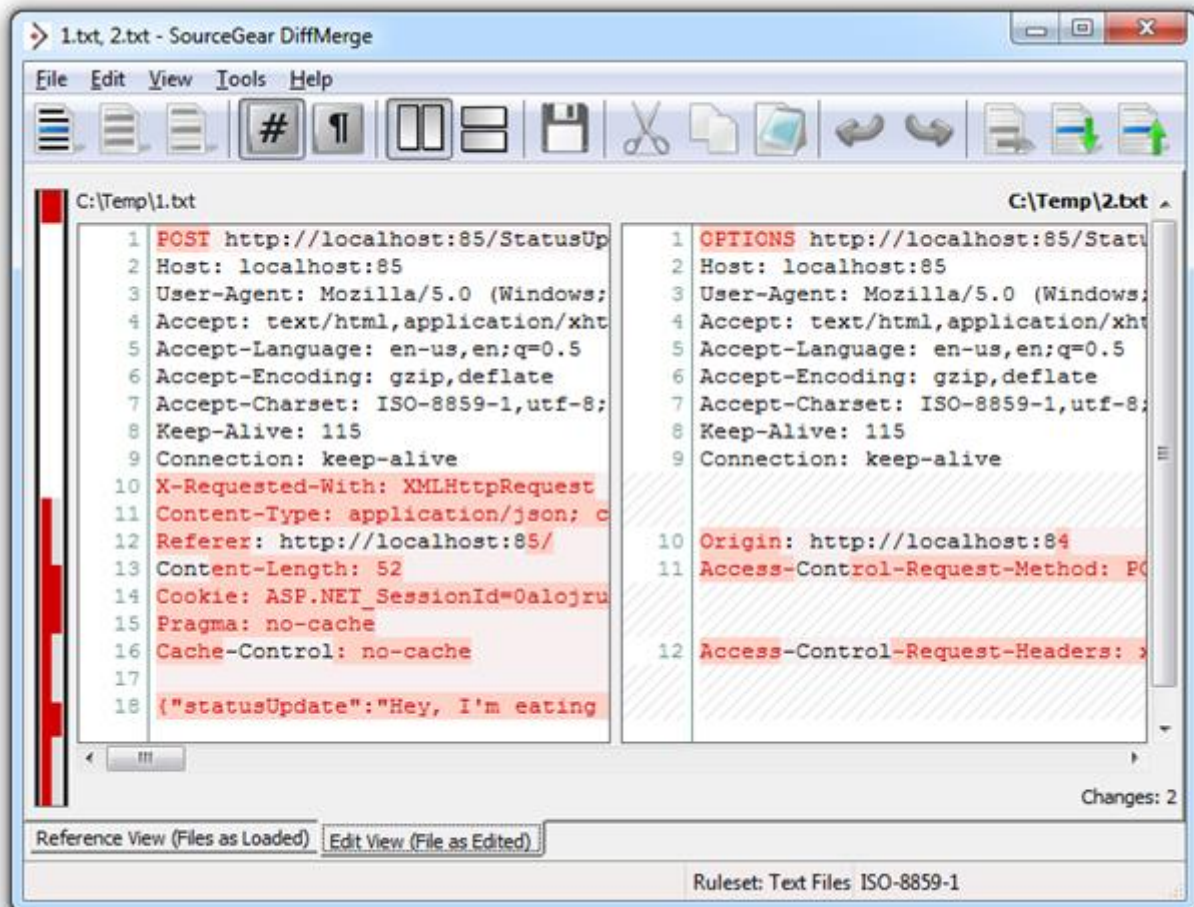 1.txt, 2.txt - SourceGear DiffMerge
File Edit View Tools Help
# ¶
C:\Temp\1.txt
1 POST http://localhost:85/StatusUp
2 Host: localhost:85
3 User-Agent: Mozilla/5.0 (Windows;
4 Accept: text/html,application/xht
5 Accept-Language: en-us,en;q=0.5
6 Accept-Encoding: gzip,deflate
7 Accept-Charset: ISO-8859-1,utf-8;
8 Keep-Alive: 115
9 Connection: keep-alive
10 X-Requested-With: XMLHttpRequest
11 Content-Type: application/json; c
12 Referer: http://localhost:85/
13 Content-Length: 52
14 Cookie: ASP.NET_SessionId=0alojru
15 Pragma: no-cache
16 Cache-Control: no-cache
17
18 {"statusUpdate":"Hey, I'm eating
C:\Temp\2.txt
1 OPTIONS http://localhost:85/Statu
2 Host: localhost:85
3 User-Agent: Mozilla/5.0 (Windows;
4 Accept: text/html,application/xht
5 Accept-Language: en-us,en;q=0.5
6 Accept-Encoding: gzip,deflate
7 Accept-Charset: ISO-8859-1,utf-8;
8 Keep-Alive: 115
9 Connection: keep-alive
10 Origin: http://localhost:84
11 Access-Control-Request-Method: PO
12 Access-Control-Request-Headers: x
Changes: 2
Reference View (Files as Loaded) Edit View (File as Edited)
Ruleset: Text Files ISO-8859-1